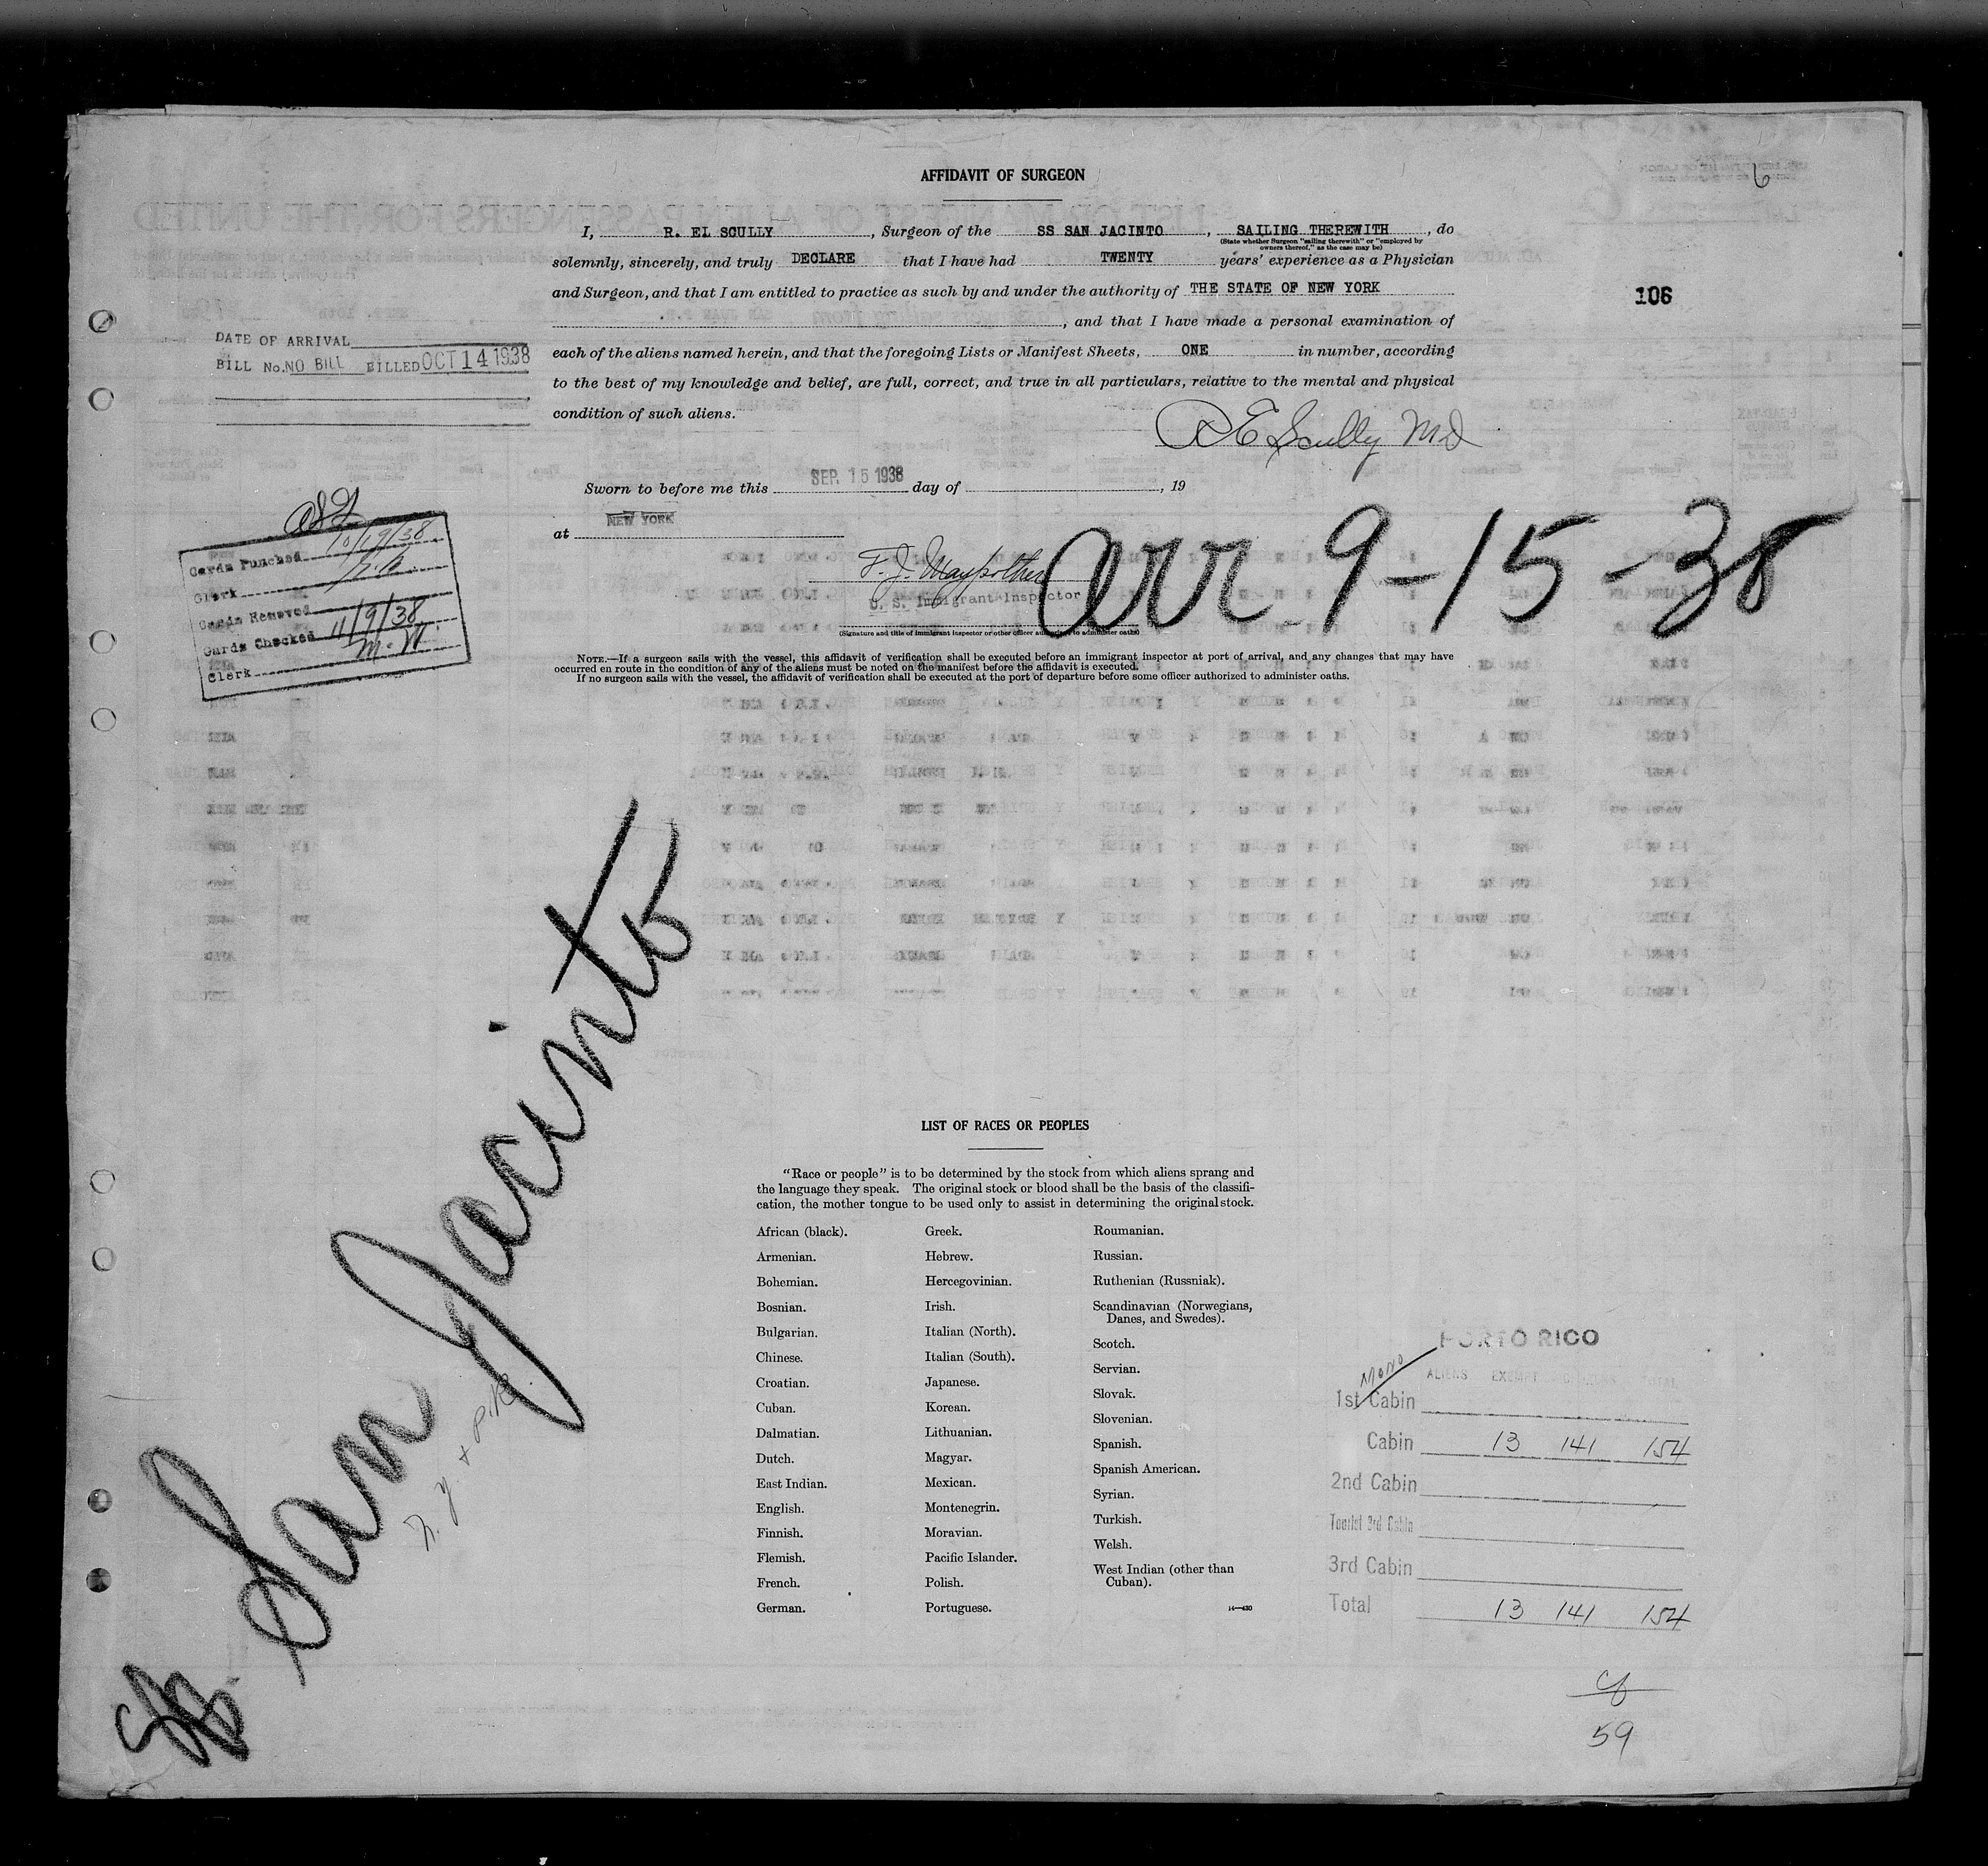 AFFIDAVIT OF SURGEON
6
I, R. EL SCULLY, Surgeon of the SS SAN JACINTO, SAILING THEREWITH, do
(State whether Surgeon "sailing therewith" or "employed by
owners thereof," as the case may be)
solemnly, sincerely, and truly DECLARE that I have had TWENTY years' experience as a Physician
and Surgeon, and that I am entitled to practice as such by and under the authority of THE STATE OF NEW YORK
106
, and that I have made a personal examination of
each of the aliens named herein, and that the foregoing Lists or Manifest Sheets, ONE in number, according
to the best of my knowledge and belief, are full, correct, and true in all particulars, relative to the mental and physical
condition of such aliens.
DATE OF ARRIVAL
BILL No. NO BILL BILLED OCT 14 1938
R E Scully MD
Sworn to before me this SEP. 15 1938 day of , 19
at NEW YORK
Cards Punched 10/19/38
Clerk
Cards Removed
Cards Checked 11/9/38
Clerk M.W.
F. J. Maypother
U. S. Immigrant Inspector
(Signature and title of immigrant inspector or other officer authorized to administer oaths)
arr. 9-15-38
NOTE.—If a surgeon sails with the vessel, this affidavit of verification shall be executed before an immigrant inspector at port of arrival, and any changes that may have
occurred en route in the condition of any of the aliens must be noted on the manifest before the affidavit is executed.
If no surgeon sails with the vessel, the affidavit of verification shall be executed at the port of departure before some officer authorized to administer oaths.
SS. San Jacinto
N.Y. + P.R.
LIST OF RACES OR PEOPLES
"Race or people" is to be determined by the stock from which aliens sprang and
the language they speak. The original stock or blood shall be the basis of the classifi-
cation, the mother tongue to be used only to assist in determining the original stock.
African (black).
Armenian.
Bohemian.
Bosnian.
Bulgarian.
Chinese.
Croatian.
Cuban.
Dalmatian.
Dutch.
East Indian.
English.
Finnish.
Flemish.
French.
German.
Greek.
Hebrew.
Hercegovinian.
Irish.
Italian (North).
Italian (South).
Japanese.
Korean.
Lithuanian.
Magyar.
Mexican.
Montenegrin.
Moravian.
Pacific Islander.
Polish.
Portuguese.
Roumanian.
Russian.
Ruthenian (Russniak).
Scandinavian (Norwegians,
Danes, and Swedes).
Scotch.
Servian.
Slovak.
Slovenian.
Spanish.
Spanish American.
Syrian.
Turkish.
Welsh.
West Indian (other than
Cuban).
14—430
PORTO RICO
MONO
ALIENS EXEMPT CITIZENS TOTAL
1st Cabin
Cabin 13 141 154
2nd Cabin
Tourist 3rd Cabin
3rd Cabin
Total 13 141 154
59